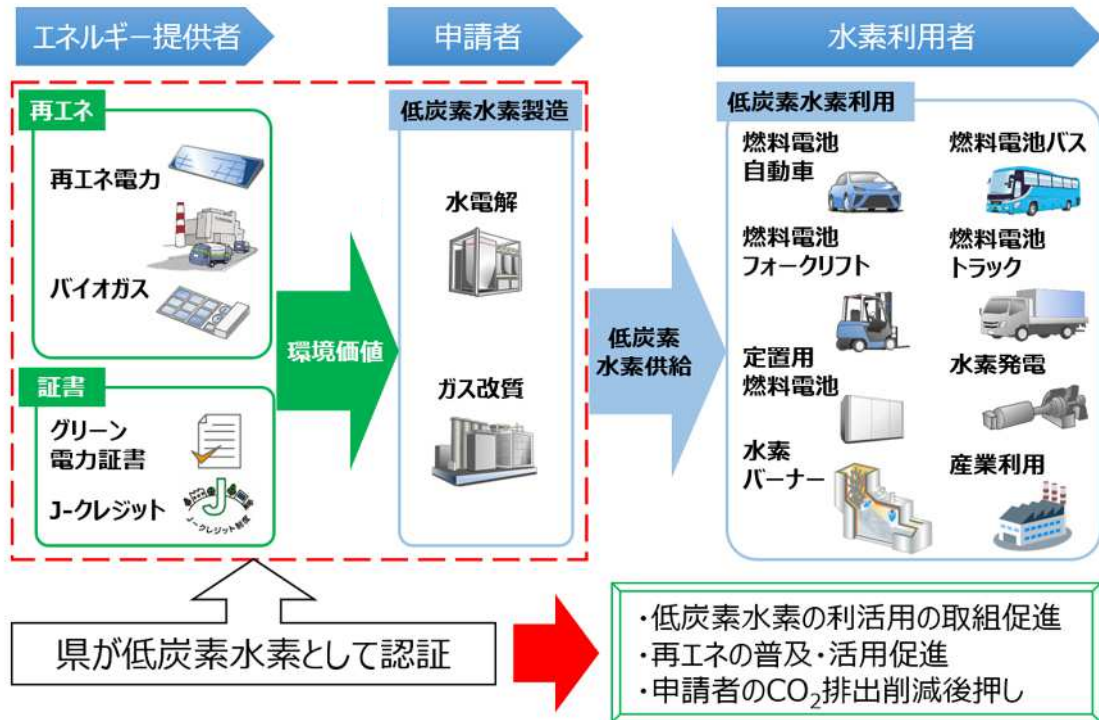 エネルギー提供者
申請者
水素利用者
再エネ
再エネ電力
バイオガス
証書
グリーン
電力証書
J-クレジット
J-クレジット制度
環境価値
低炭素水素製造
水電解
ガス改質
低炭素
水素供給
低炭素水素利用
燃料電池
自動車
燃料電池バス
燃料電池
フォークリフト
燃料電池
トラック
定置用
燃料電池
水素発電
水素
バーナー
産業利用
県が低炭素水素として認証
・低炭素水素の利活用の取組促進
・再エネの普及・活用促進
・申請者のCO₂排出削減後押し